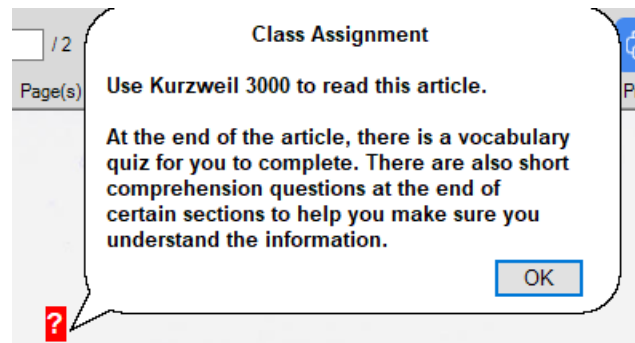 Class Assignment
/ 2
Use Kurzweil 3000 to read this article.
Page(s)
At the end of the article, there is a vocabulary
quiz for you to complete. There are also short
comprehension questions at the end of
certain sections to help you make sure you
understand the information.
OK
?